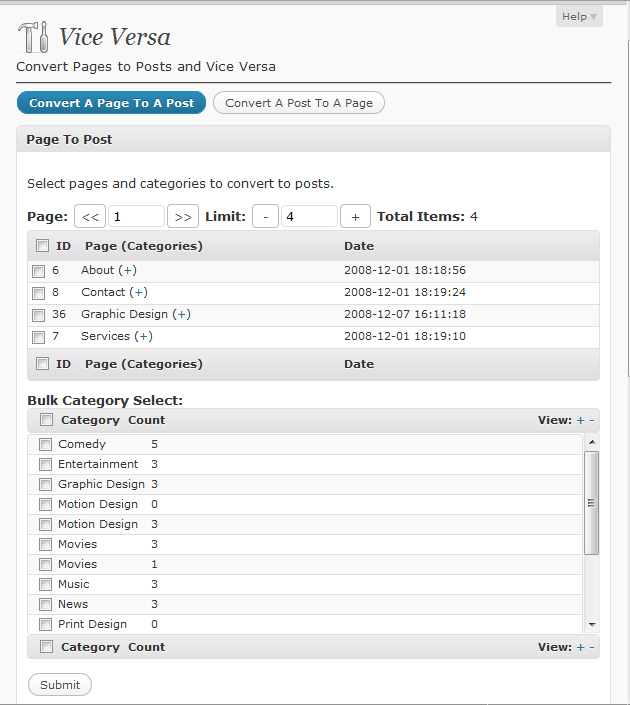 Help
Vice Versa
Convert Pages to Posts and Vice Versa
Convert A Page To A Post Convert A Post To A Page
Page To Post
Select pages and categories to convert to posts.
Page: << 1 >> Limit: - 4 + Total Items: 4
ID Page (Categories) Date
6 About (+) 2008-12-01 18:18:56
8 Contact (+) 2008-12-01 18:19:24
36 Graphic Design (+) 2008-12-07 16:11:18
7 Services (+) 2008-12-01 18:19:10
ID Page (Categories) Date
Bulk Category Select:
Category Count View: + -
Comedy 5
Entertainment 3
Graphic Design 3
Motion Design 0
Motion Design 3
Movies 3
Movies 1
Music 3
News 3
Print Design 0
Category Count View: + -
Submit